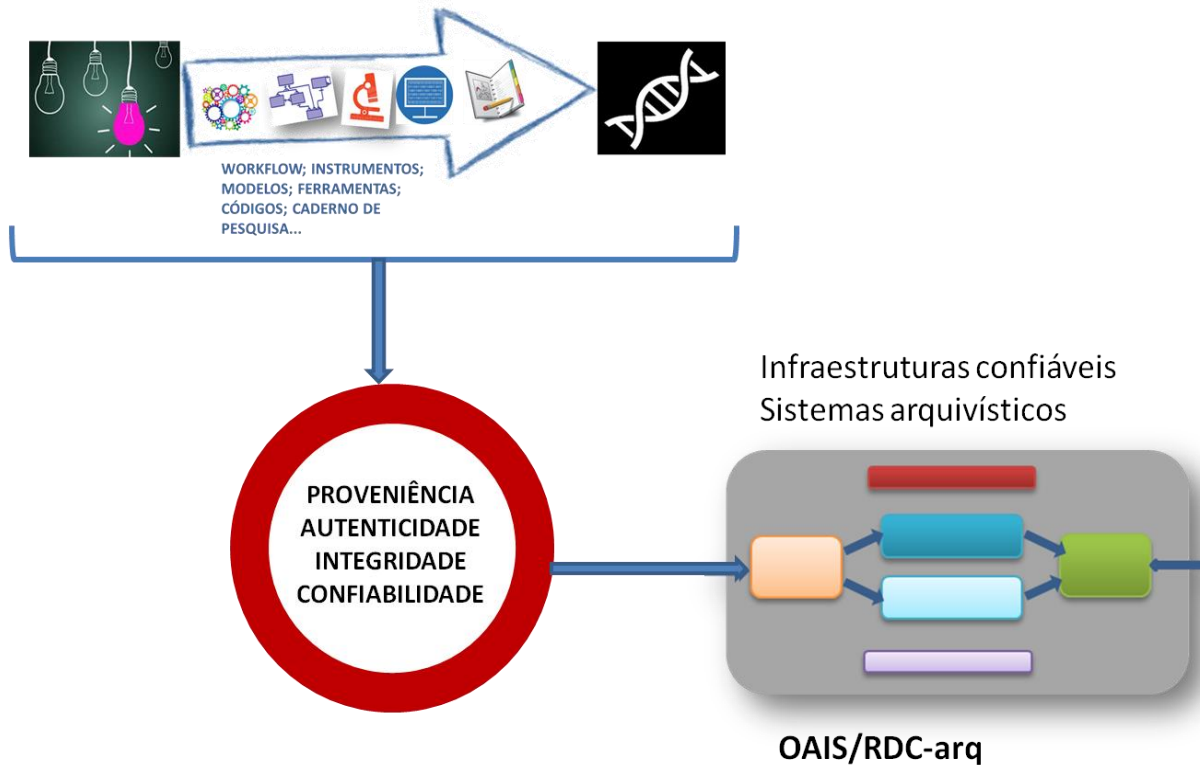 WORKFLOW; INSTRUMENTOS;
MODELOS; FERRAMENTAS;
CÓDIGOS; CADERNO DE
PESQUISA...
Infraestruturas confiáveis
Sistemas arquivísticos
PROVENIÊNCIA
AUTENTICIDADE
INTEGRIDADE
CONFIABILIDADE
OAIS/RDC-arq